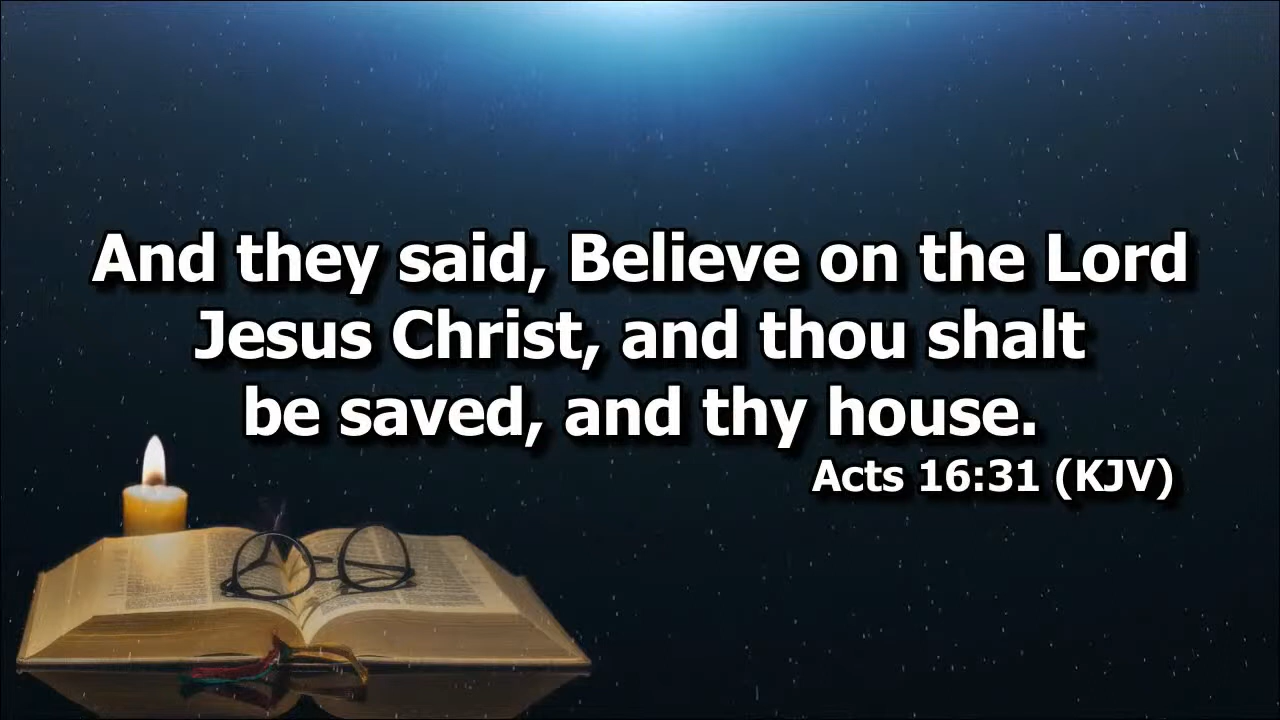 And they said, Believe on the Lord
Jesus Christ, and thou shalt
be saved, and thy house.
Acts 16:31 (KJV)